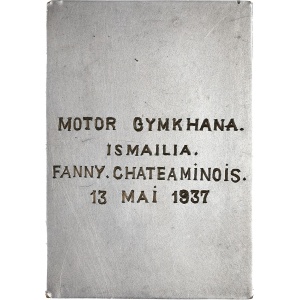 MOTOR GYMKHANA.
ISMAILIA.
FANNY.CHATEAMINOIS.
13 MAI 1937